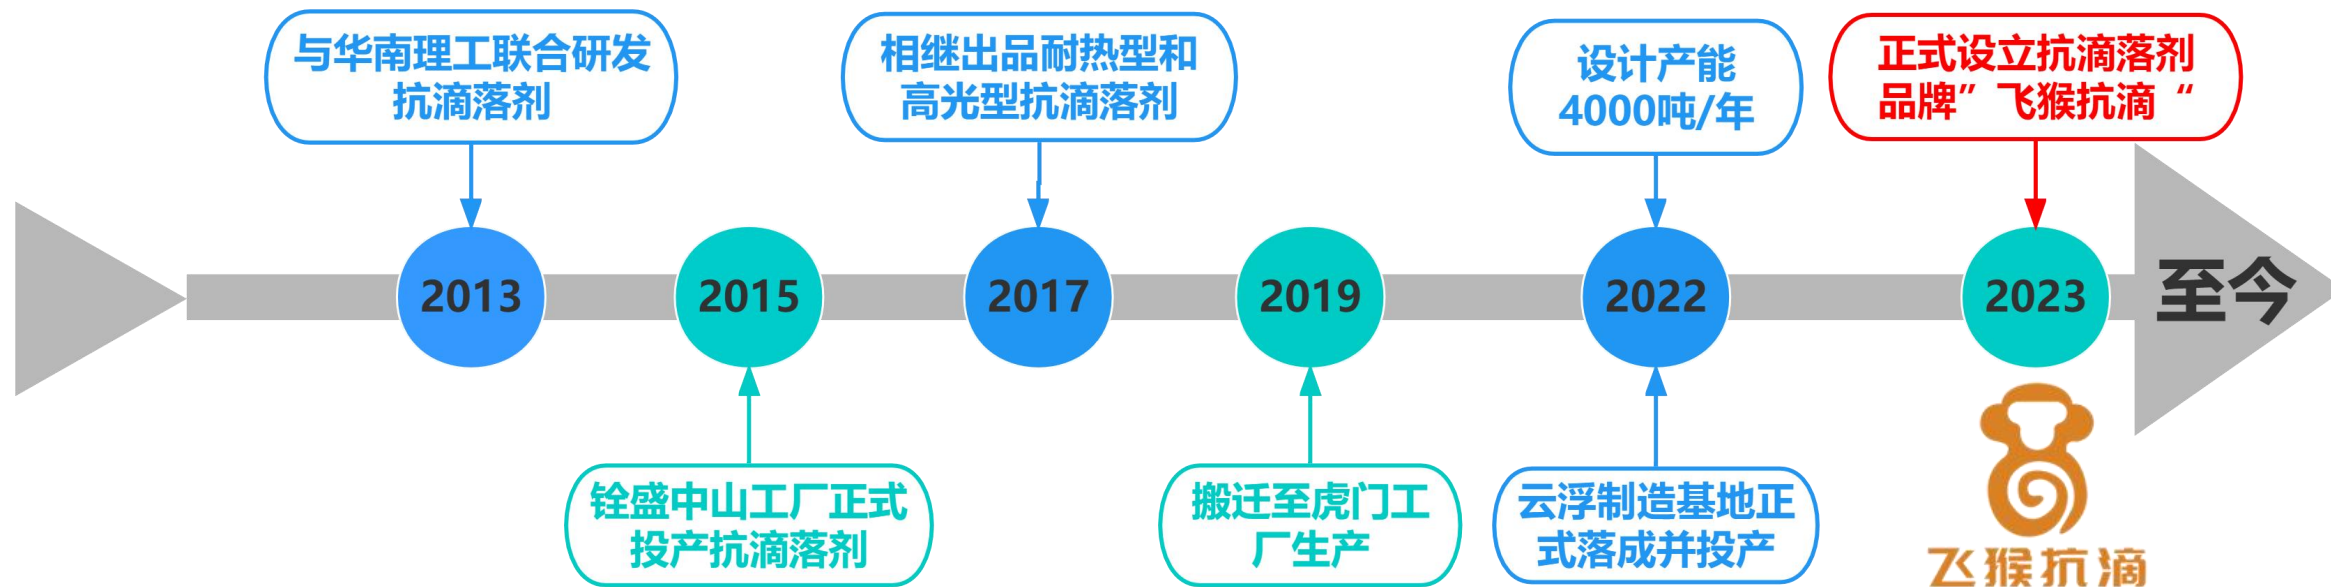 与华南理工联合研发
抗滴落剂
相继出品耐热型和
高光型抗滴落剂
设计产能
4000吨/年
正式设立抗滴落剂
品牌”飞猴抗滴“
2013
2015
2017
2019
2022
2023
至今
铨盛中山工厂正式
投产抗滴落剂
搬迁至虎门工
厂生产
云浮制造基地正
式落成并投产
飞猴抗滴